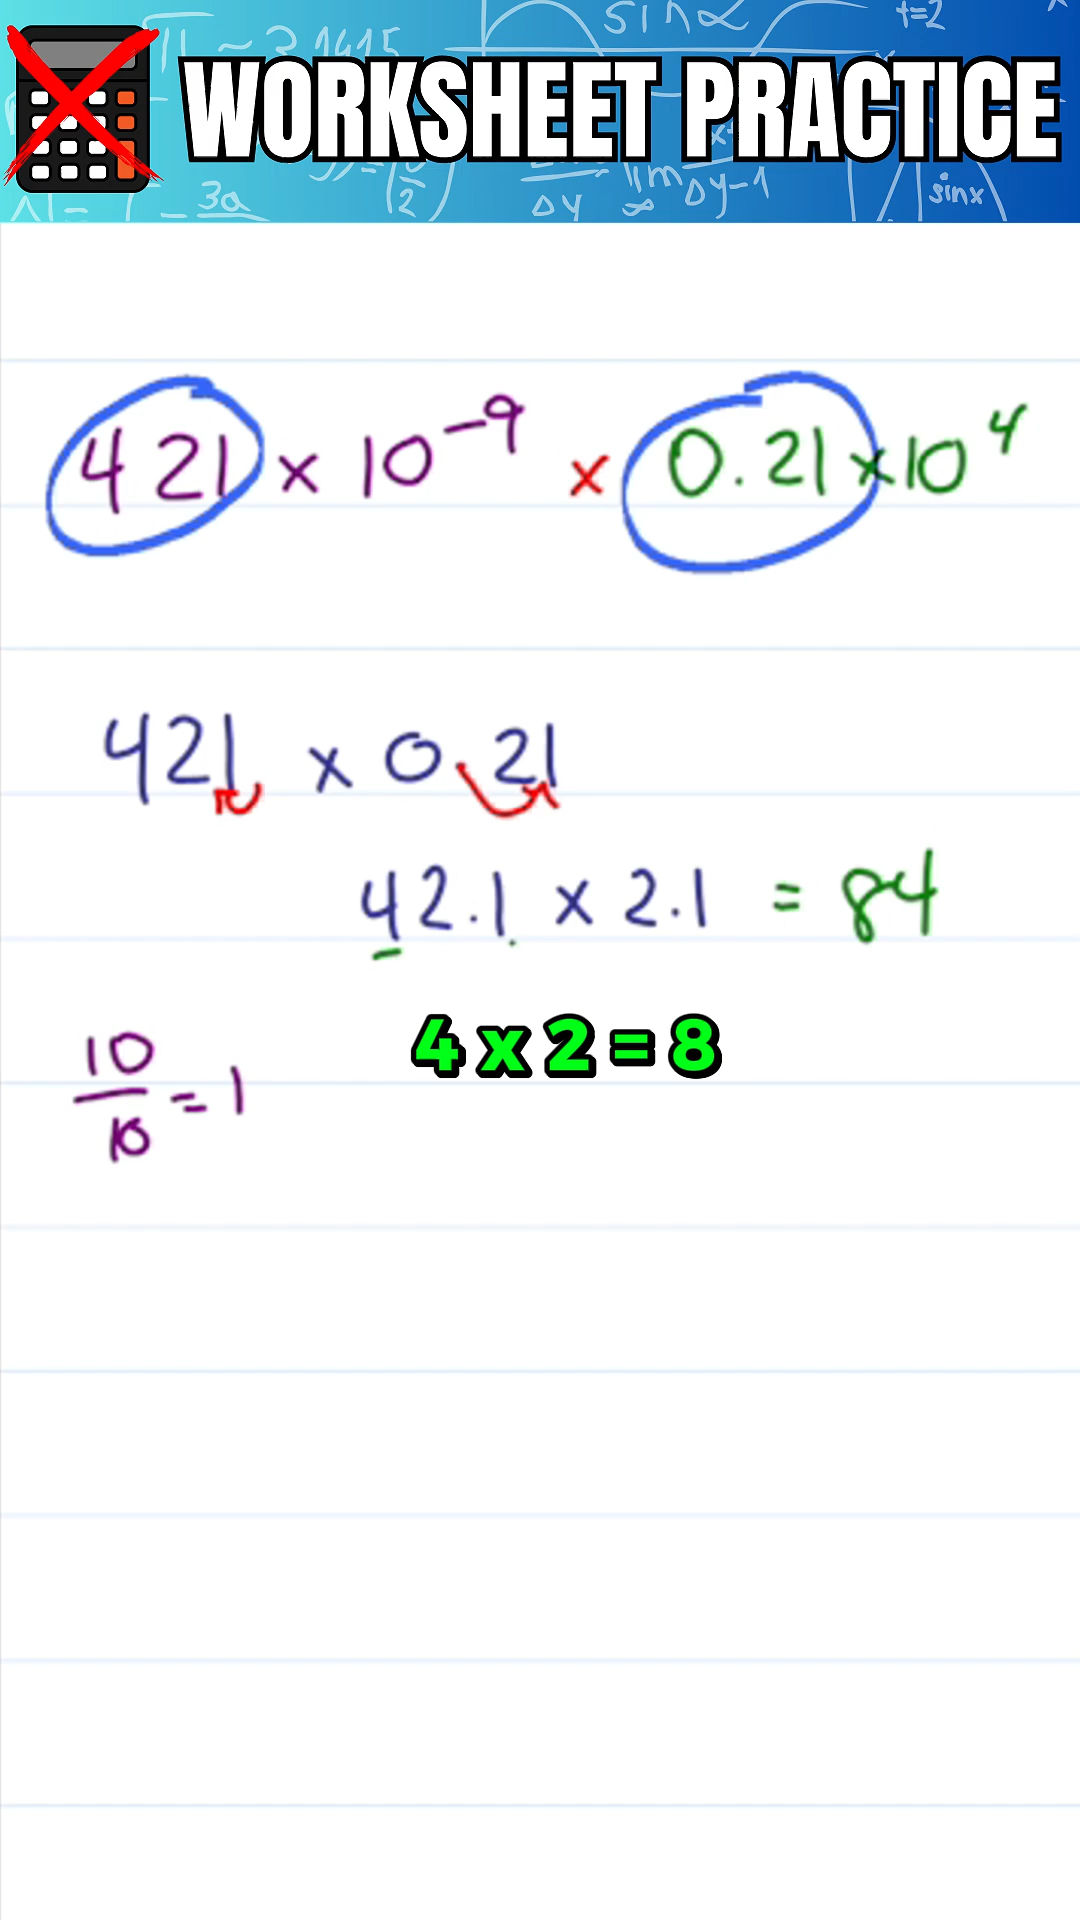 WORKSHEET PRACTICE
421 x 10⁻⁹ x 0.21 x 10⁴
421 x 0.21
42.1 x 2.1 = 84
4 x 2 = 8
10/10 = 1